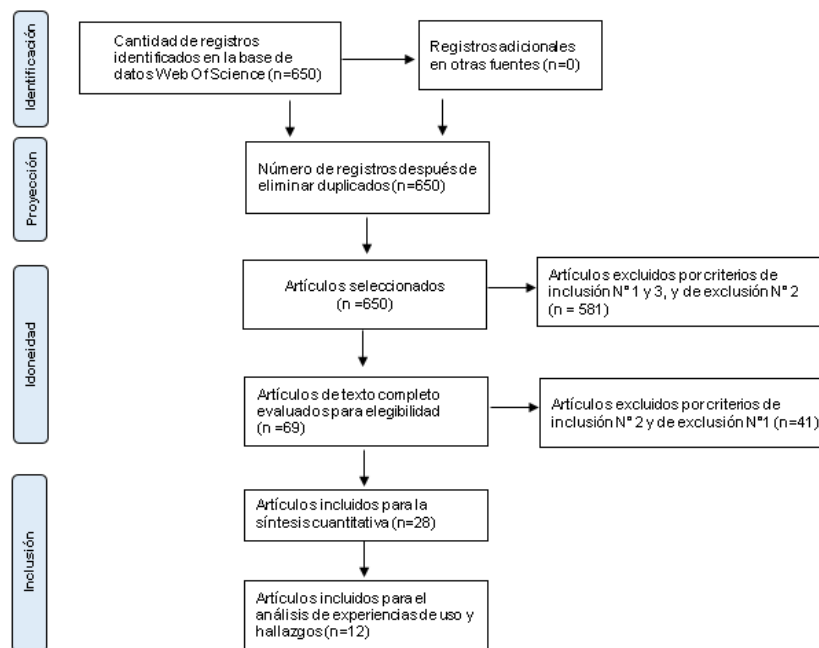 Identificación
Cantidad de registros
identificados en la base de
datos Web Of Science (n=650)
Registros adicionales
en otras fuentes (n=0)
Proyección
Número de registros después de
eliminar duplicados (n=650)
Idoneidad
Artículos seleccionados
(n =650)
Artículos excluidos por criterios de
inclusión N° 1 y 3, y de exclusión N° 2
(n = 581)
Artículos de texto completo
evaluados para elegibilidad
(n =69)
Artículos excluidos por criterios de
inclusión N° 2 y de exclusión N°1 (n=41)
Inclusión
Artículos incluidos para la
síntesis cuantitativa (n=28)
Artículos incluidos para el
análisis de experiencias de uso y
hallazgos (n=12)